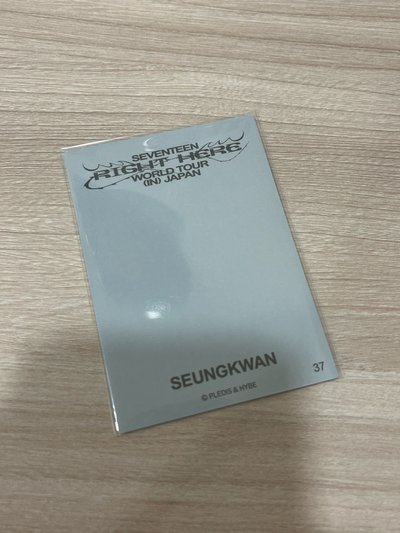 SEVENTEEN
RIGHT HERE
WORLD TOUR
(IN) JAPAN
SEUNGKWAN
37
© PLEDIS & HYBE